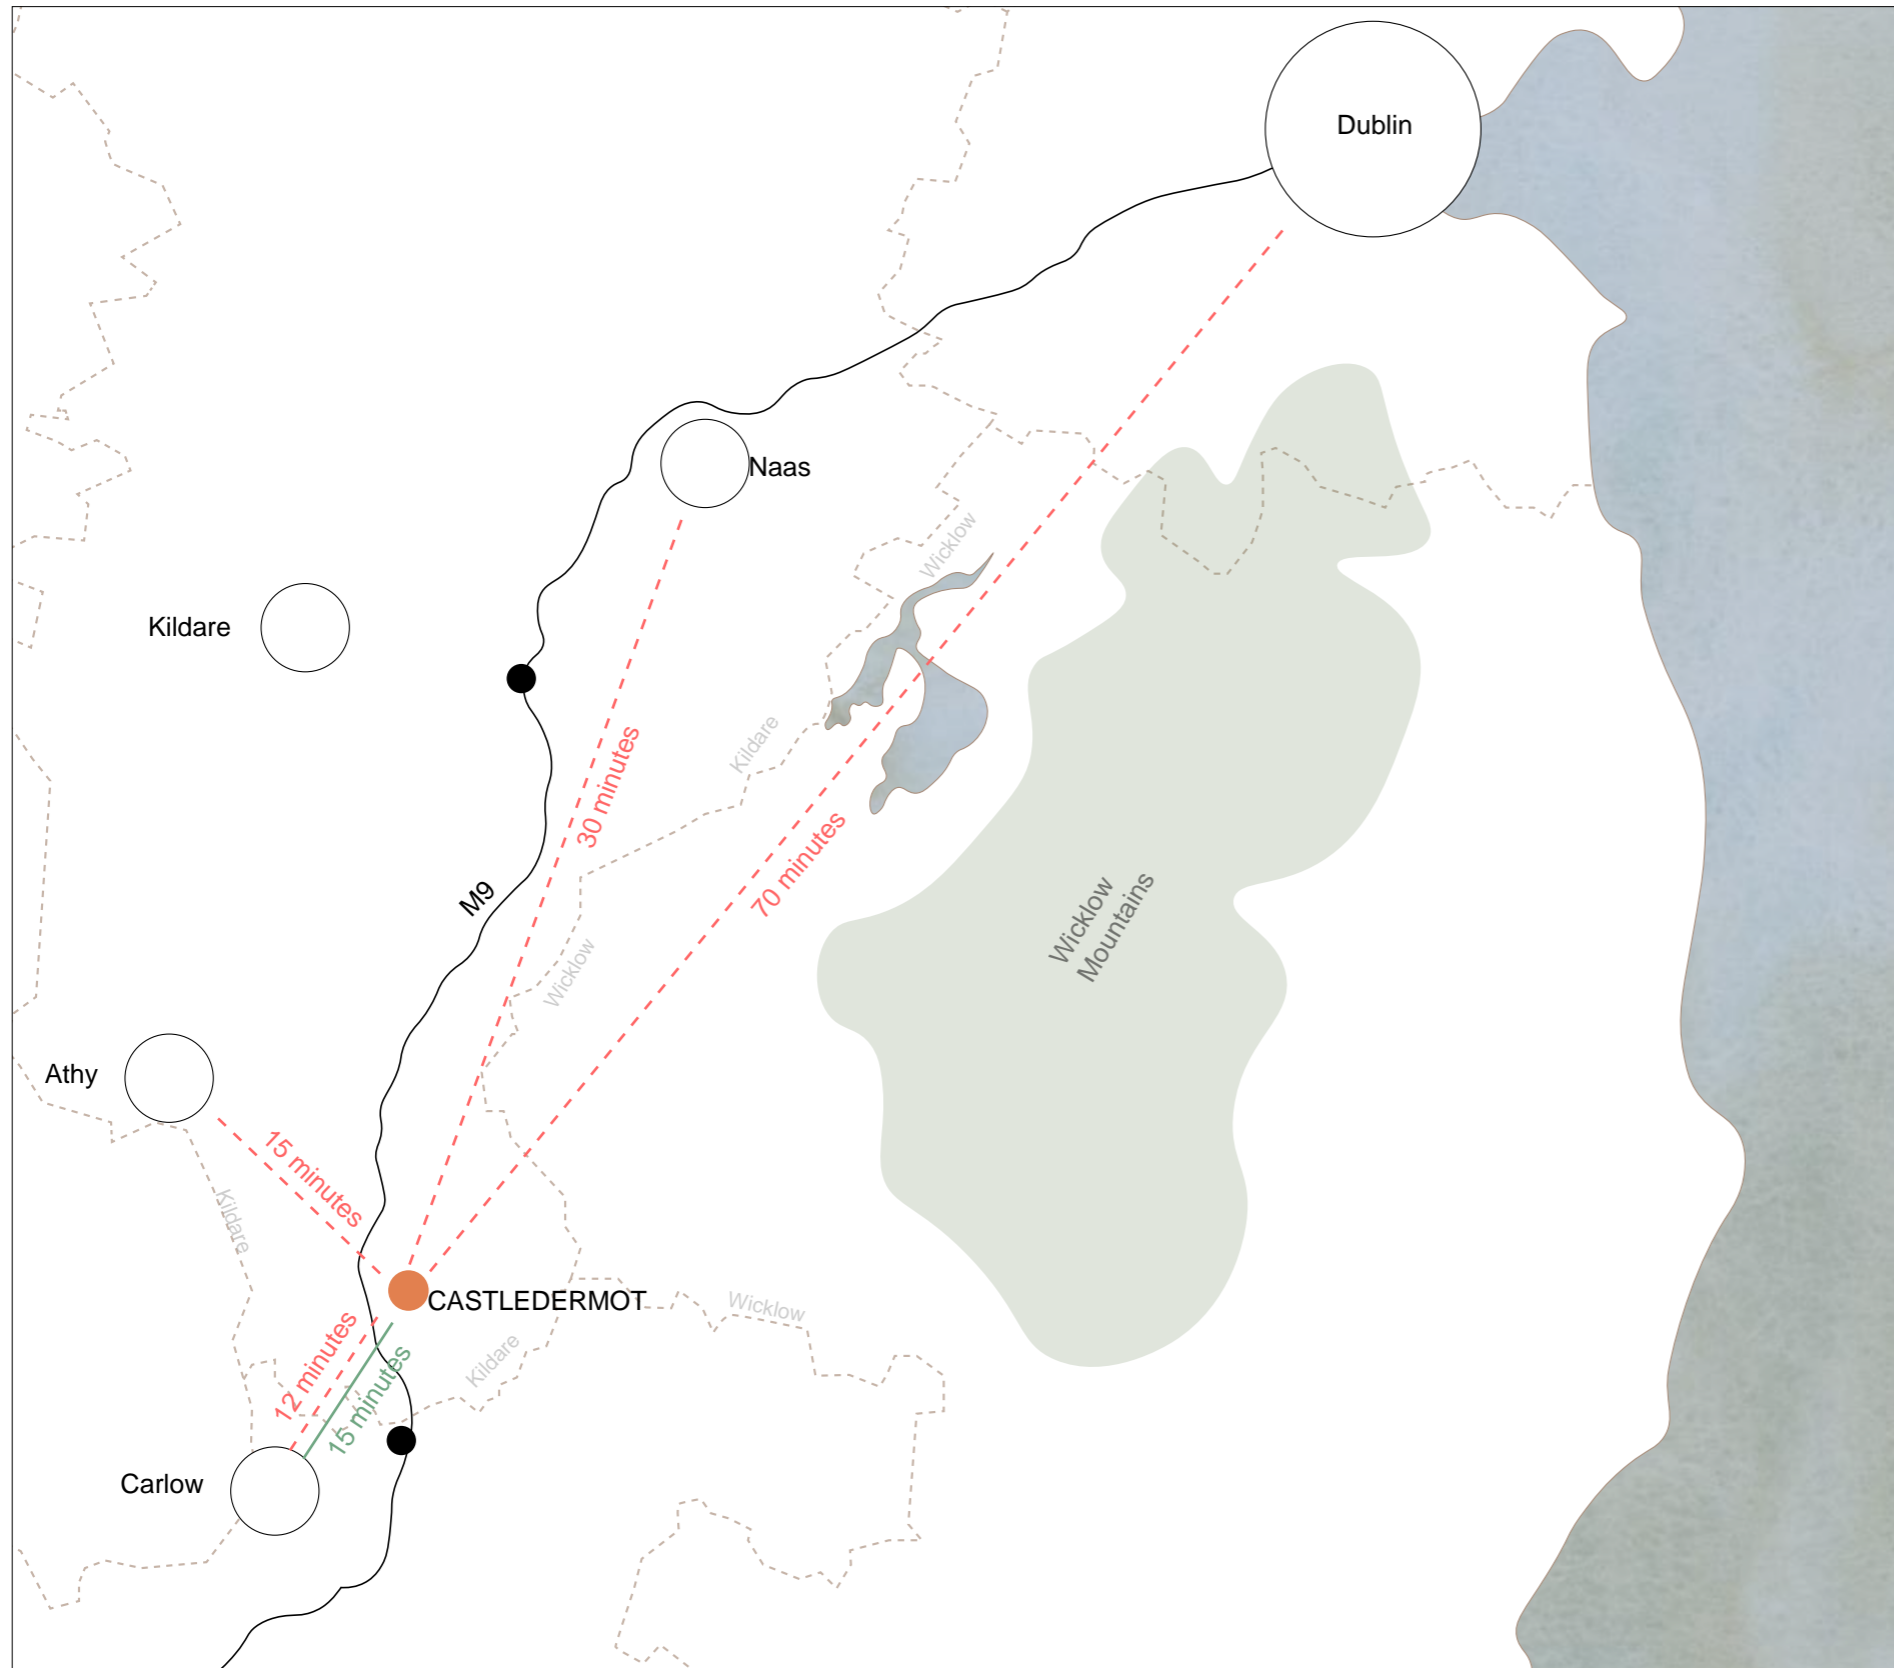 Dublin
Naas
Wicklow
Kildare
Kildare
30 minutes
70 minutes
M9
Wicklow
Mountains
Wicklow
Athy
15 minutes
Kildare
CASTLEDERMOT
Wicklow
12 minutes
15 minutes
Kildare
Carlow